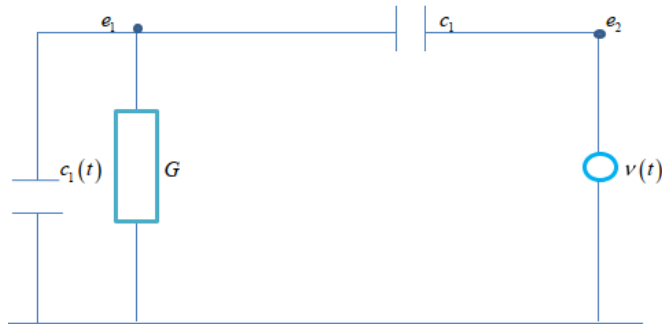 e₁ c₁ e₂
c₁(t) G v(t)